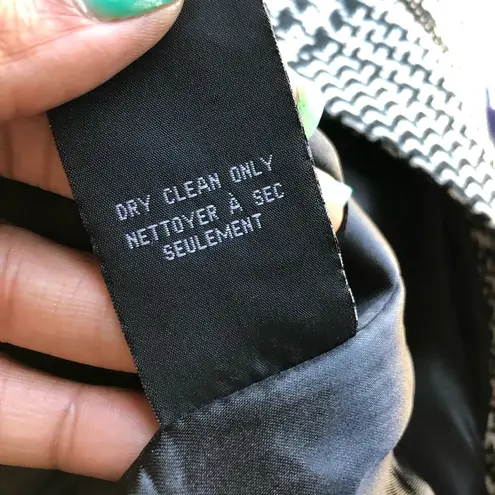 DRY CLEAN ONLY
NETTOYER À SEC
SEULEMENT